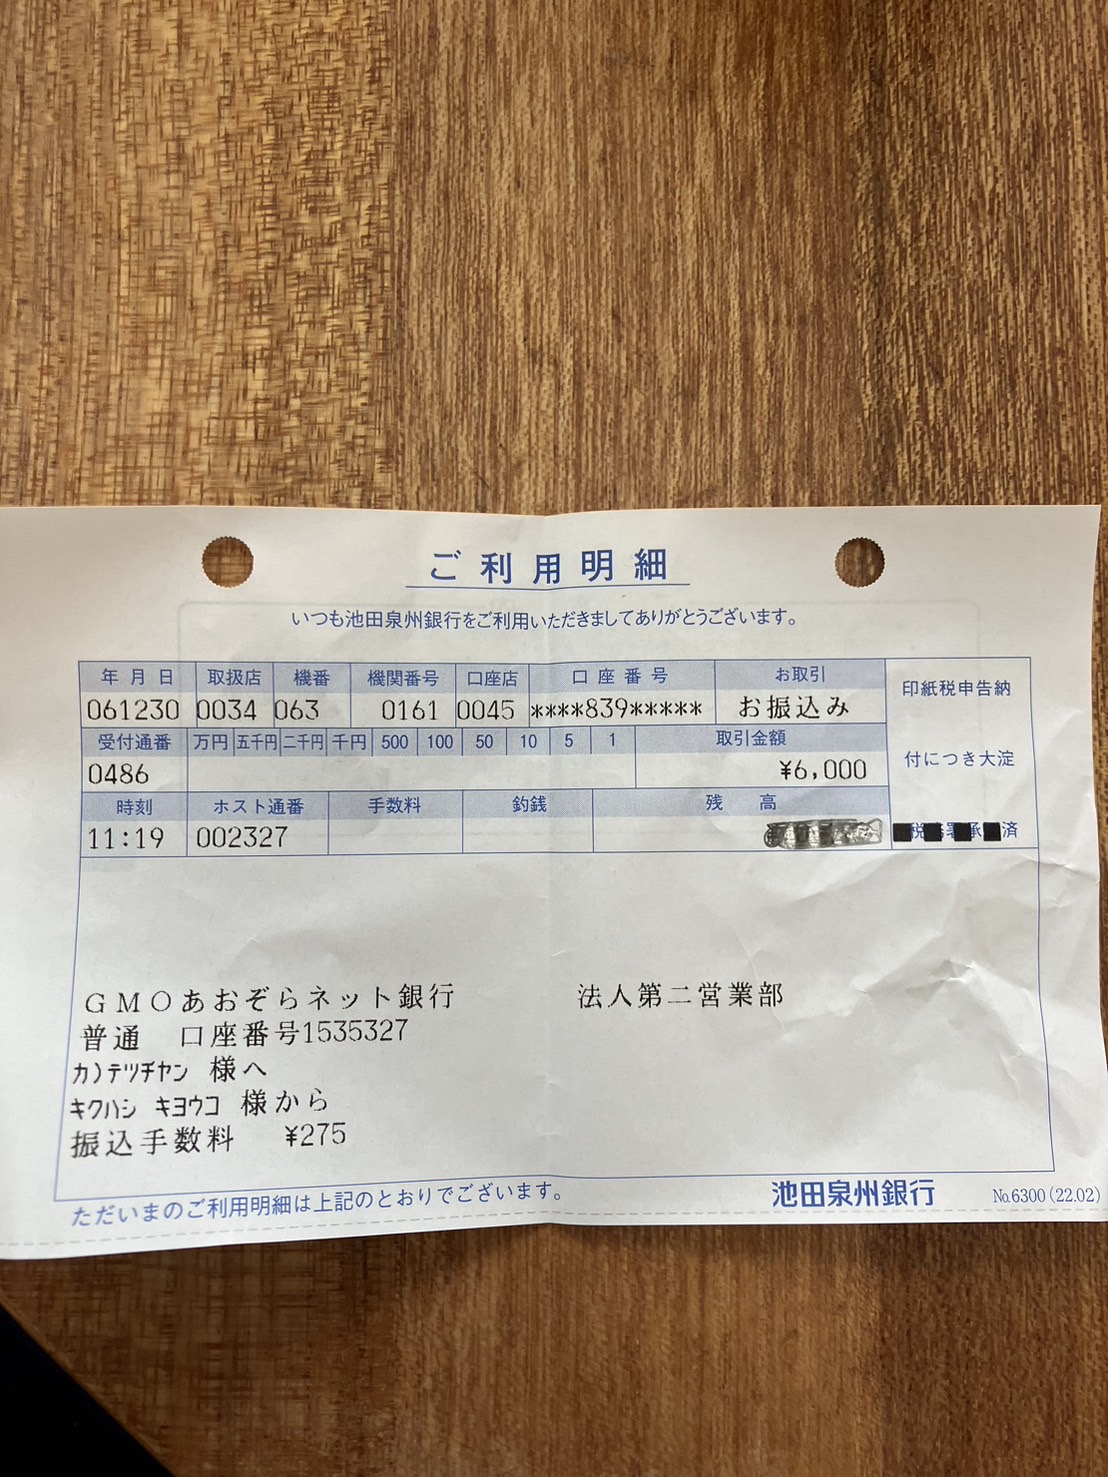 ご利用明細
いつも池田泉州銀行をご利用いただきましてありがとうございます。
年月日 取扱店 機番 機関番号 口座店 口座番号 お取引
061230 0034 063 0161 0045 ****839***** お振込み
印紙税申告納
受付通番 万円 五千円 二千円 千円 500 100 50 10 5 1 取引金額
0486 ¥6,000
付につき大淀
時刻 ホスト通番 手数料 釣銭 残高
11:19 002327
税務署承認済
GMOあおぞらネット銀行 法人第二営業部
普通 口座番号1535327
カ)テツヂヤン 様へ
キクハシ キヨウコ 様から
振込手数料 ¥275
ただいまのご利用明細は上記のとおりでございます。
池田泉州銀行 No.6300(22.02)